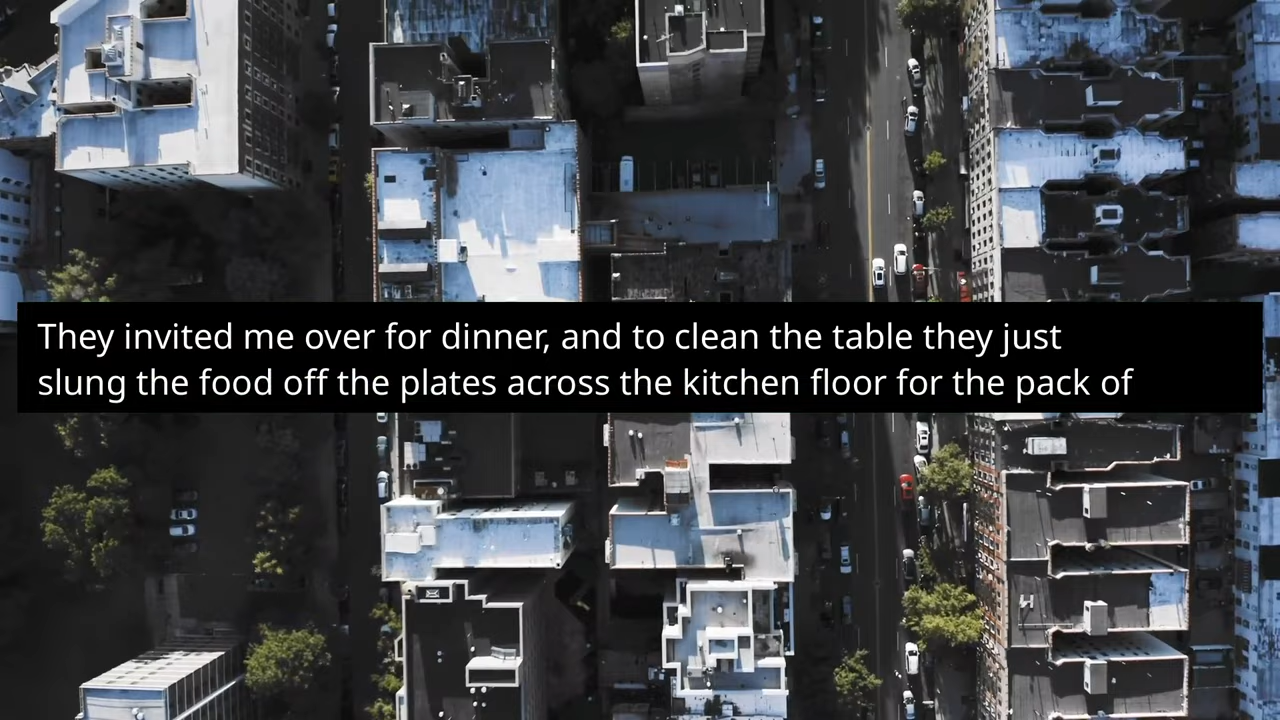 They invited me over for dinner, and to clean the table they just
slung the food off the plates across the kitchen floor for the pack of